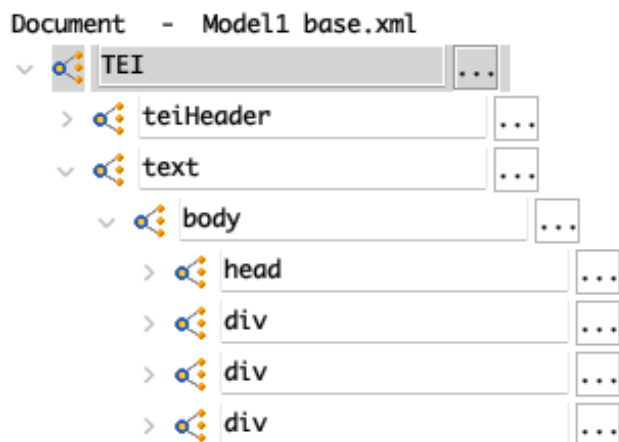 Document - Model1 base.xml
TEI ...
teiHeader ...
text ...
body ...
head ...
div ...
div ...
div ...